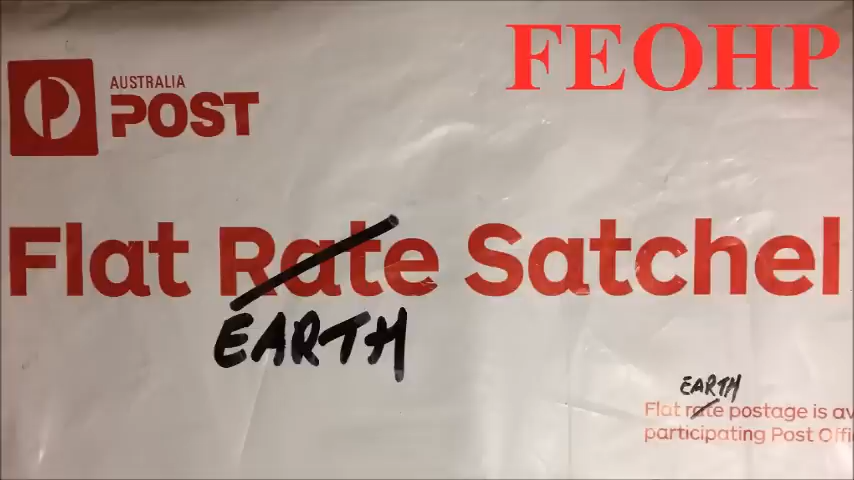 FEOHP
AUSTRALIA
POST
Flat Rate Satchel
EARTH
EARTH
Flat rate postage is av
participating Post Offi